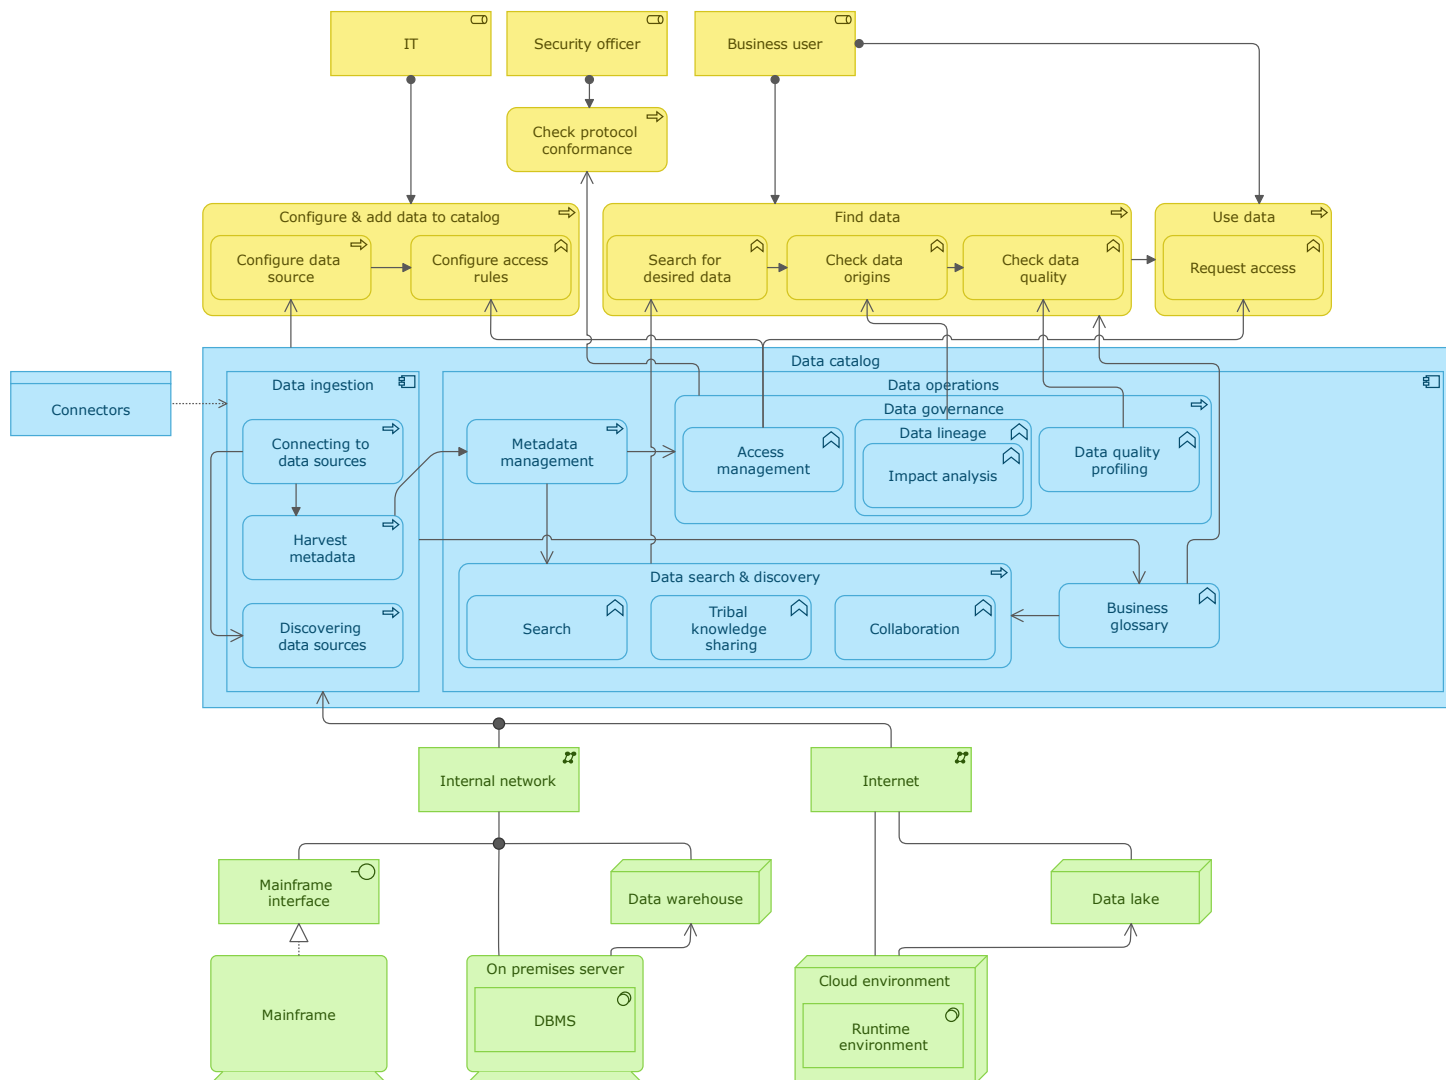 IT
Security officer
Business user
Check protocol
conformance
Configure & add data to catalog
Find data
Use data
Configure data
source
Configure access
rules
Search for
desired data
Check data
origins
Check data
quality
Request access
Data catalog
Connectors
Data ingestion
Data operations
Data governance
Connecting to
data sources
Metadata
management
Access
management
Data lineage
Impact analysis
Data quality
profiling
Harvest
metadata
Data search & discovery
Discovering
data sources
Search
Tribal
knowledge
sharing
Collaboration
Business
glossary
Internal network
Internet
Mainframe
interface
Data warehouse
Data lake
Mainframe
On premises server
DBMS
Cloud environment
Runtime
environment